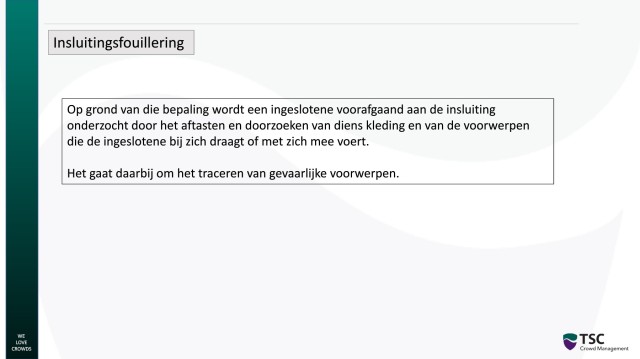 Insluitingsfouillering
Op grond van die bepaling wordt een ingeslotene voorafgaand aan de insluiting
onderzocht door het aftasten en doorzoeken van diens kleding en van de voorwerpen
die de ingeslotene bij zich draagt of met zich mee voert.
Het gaat daarbij om het traceren van gevaarlijke voorwerpen.
WE
LOVE
CROWDS
TSC
Crowd Management